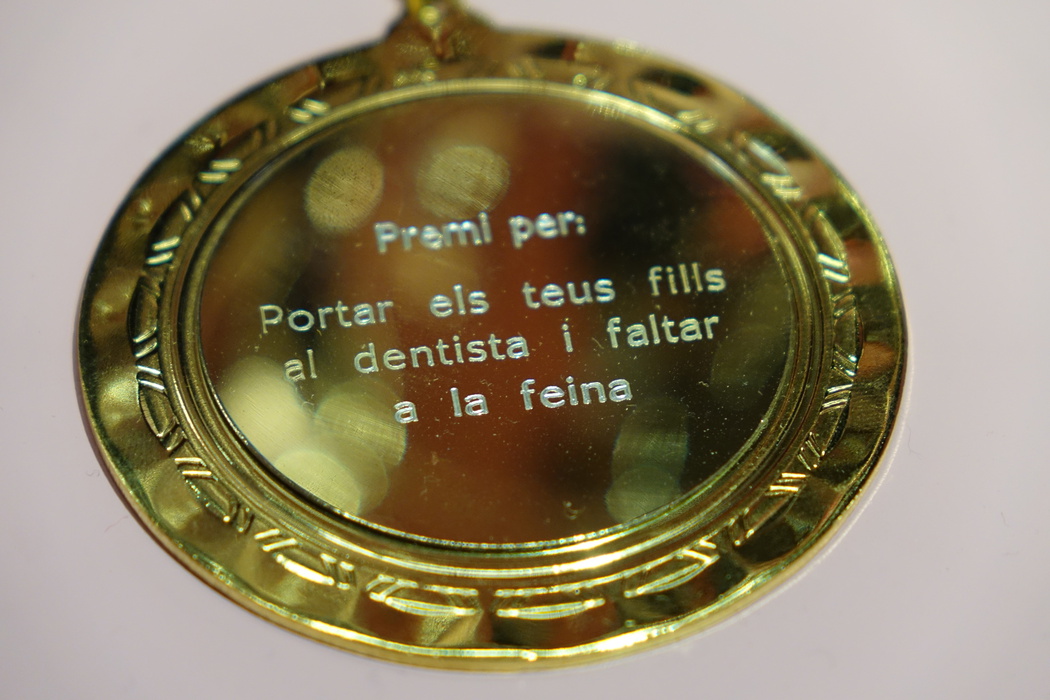 Premi per:
Portar els teus fills
al dentista i faltar
a la feina